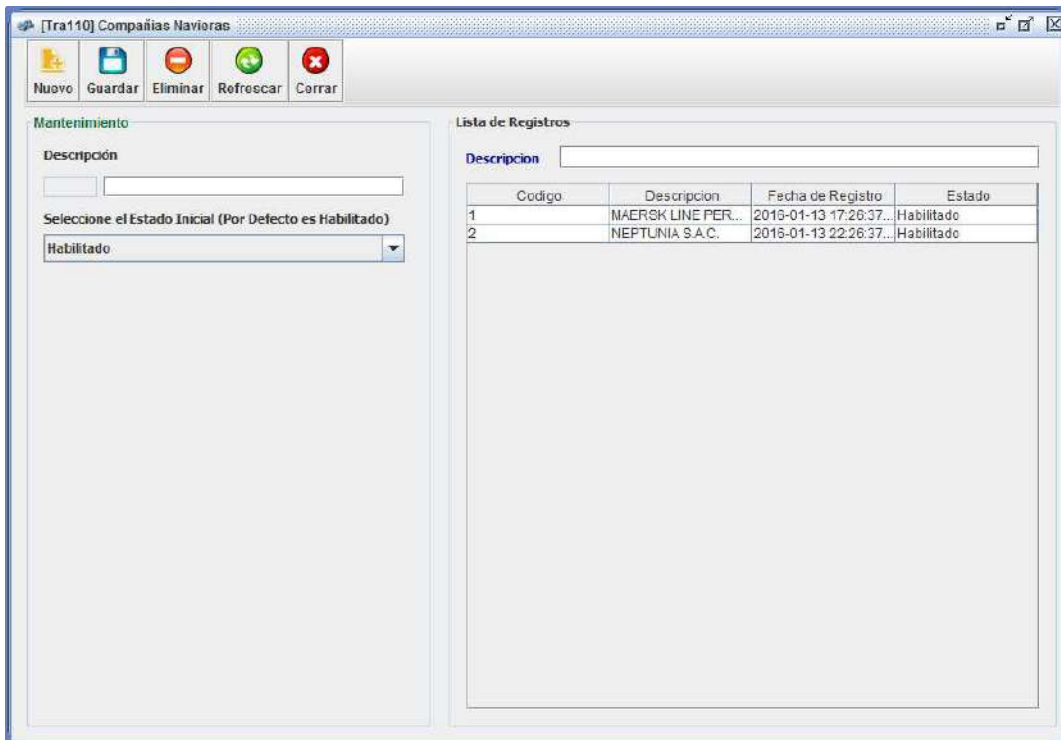 [Tra110] Compañias Navieras
Nuevo Guardar Eliminar Refrescar Cerrar
Mantenimiento
Descripción
Seleccione el Estado Inicial (Por Defecto es Habilitado)
Habilitado
Lista de Registros
Descripcion
Codigo Descripcion Fecha de Registro Estado
1 MAERSK LINE PER... 2016-01-13 17:26:37... Habilitado
2 NEPTUNIA S.A.C. 2016-01-13 22:26:37... Habilitado